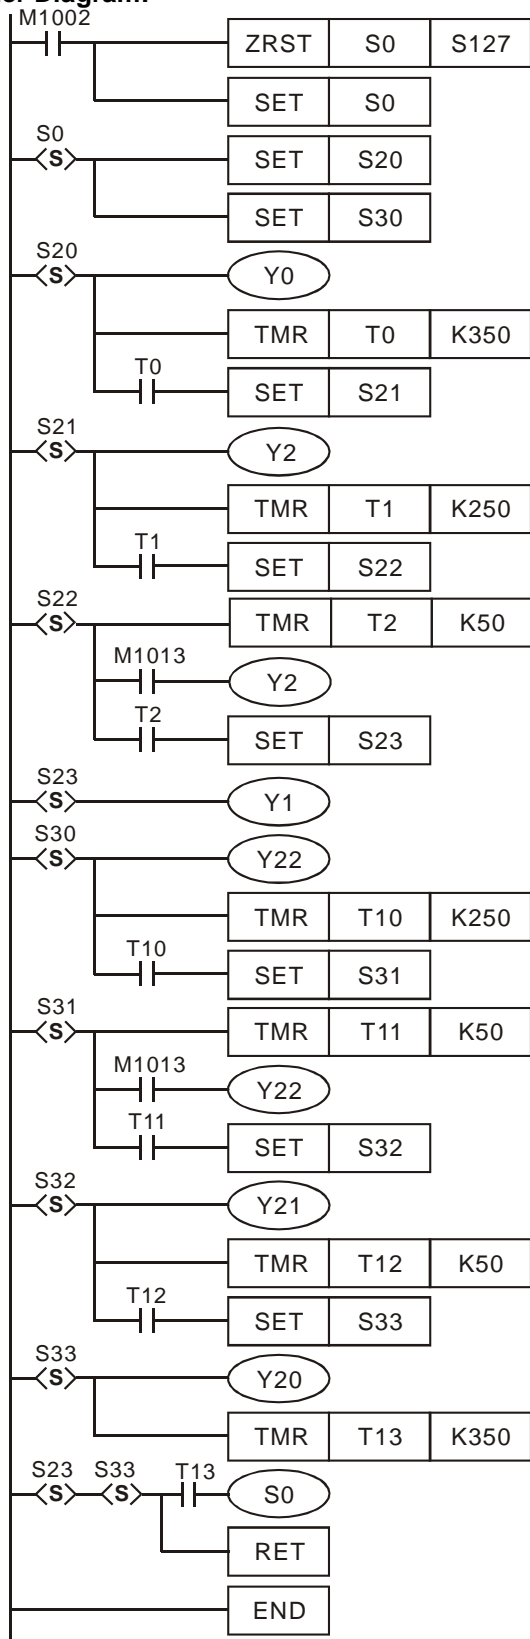 M1002
ZRST S0 S127
SET S0
S0
S SET S20
SET S30
S20
S Y0
TMR T0 K350
T0
SET S21
S21
S Y2
TMR T1 K250
T1
SET S22
S22
S TMR T2 K50
M1013
Y2
T2
SET S23
S23
S Y1
S30
S Y22
TMR T10 K250
T10
SET S31
S31
S TMR T11 K50
M1013
Y22
T11
SET S32
S32
S Y21
TMR T12 K50
T12
SET S33
S33
S Y20
TMR T13 K350
S23 S33 T13
S S S0
RET
END